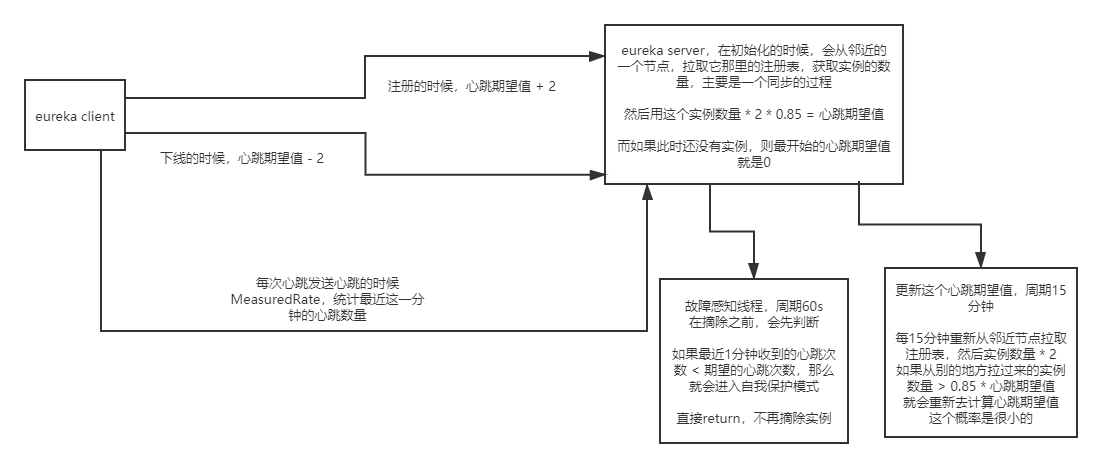 eureka client
注册的时候，心跳期望值 + 2
下线的时候，心跳期望值 - 2
每次心跳发送心跳的时候
MeasuredRate，统计最近这一分
钟的心跳数量
eureka server，在初始化的时候，会从邻近的
一个节点，拉取它那里的注册表，获取实例的数
量，主要是一个同步的过程
然后用这个实例数量 * 2 * 0.85 = 心跳期望值
而如果此时还没有实例，则最开始的心跳期望值
就是0
故障感知线程，周期60s
在摘除之前，会先判断
如果最近1分钟收到的心跳次
数 < 期望的心跳次数，那么
就会进入自我保护模式
直接return，不再摘除实例
更新这个心跳期望值，周期15
分钟
每15分钟重新从邻近节点拉取
注册表，然后实例数量 * 2
如果从别的地方拉过来的实例
数量 > 0.85 * 心跳期望值
就会重新去计算心跳期望值
这个概率是很小的